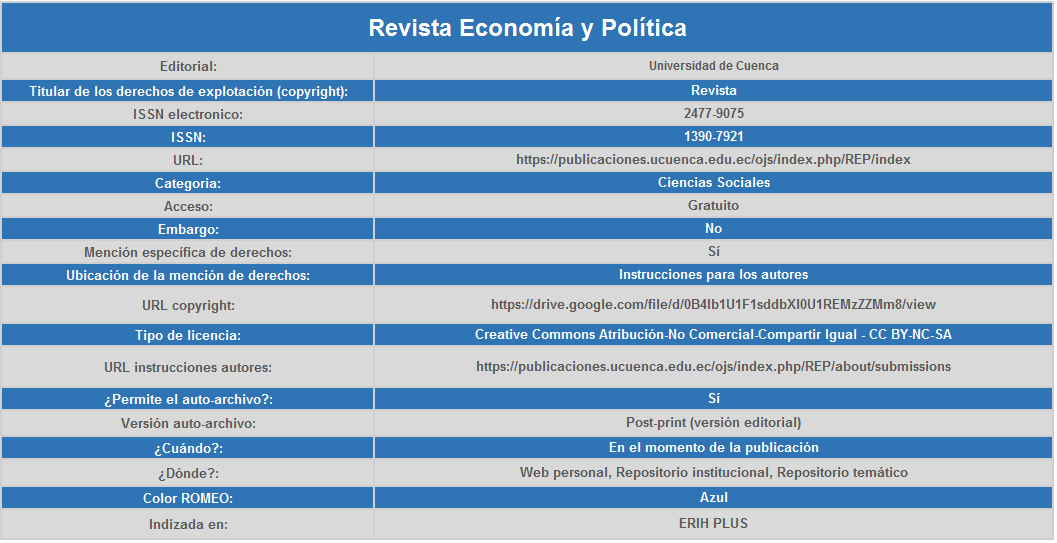 Revista Economía y Política
Editorial: Universidad de Cuenca
Titular de los derechos de explotación (copyright): Revista
ISSN electronico: 2477-9075
ISSN: 1390-7921
URL: https://publicaciones.ucuenca.edu.ec/ojs/index.php/REP/index
Categoria: Ciencias Sociales
Acceso: Gratuito
Embargo: No
Mención específica de derechos: Sí
Ubicación de la mención de derechos: Instrucciones para los autores
URL copyright: https://drive.google.com/file/d/0B4lb1U1F1sddbXl0U1REMzZZMm8/view
Tipo de licencia: Creative Commons Atribución-No Comercial-Compartir Igual - CC BY-NC-SA
URL instrucciones autores: https://publicaciones.ucuenca.edu.ec/ojs/index.php/REP/about/submissions
¿Permite el auto-archivo?: Sí
Versión auto-archivo: Post-print (versión editorial)
¿Cuándo?: En el momento de la publicación
¿Dónde?: Web personal, Repositorio institucional, Repositorio temático
Color ROMEO: Azul
Indizada en: ERIH PLUS